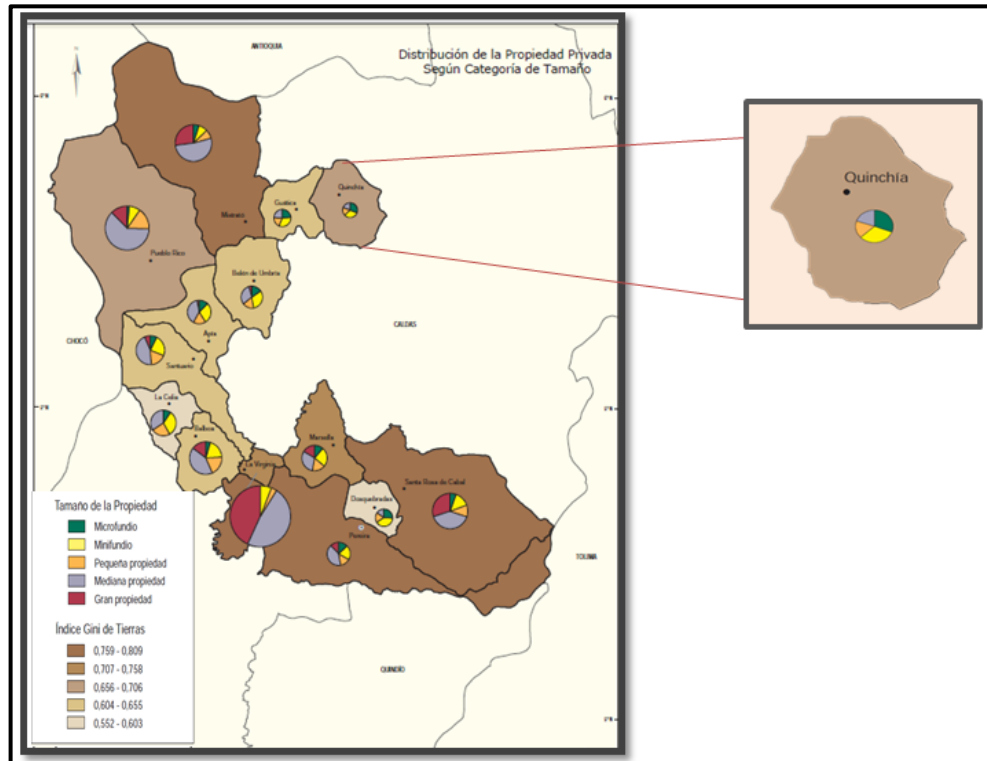 ANTIOQUIA
Distribución de la Propiedad Privada
Según Categoría de Tamaño
Quinchía
Guática
Mistrató
Pueblo Rico
Belén de Umbría
CALDAS
CHOCÓ
Apía
Santuario
La Celia
Balboa
Marsella
La Virginia
Santa Rosa de Cabal
Dosquebradas
Pereira
TOLIMA
QUINDÍO
Tamaño de la Propiedad
Microfundio
Minifundio
Pequeña propiedad
Mediana propiedad
Gran propiedad
Índice Gini de Tierras
0,759 - 0,809
0,707 - 0,758
0,656 - 0,706
0,604 - 0,655
0,552 - 0,603
Quinchía